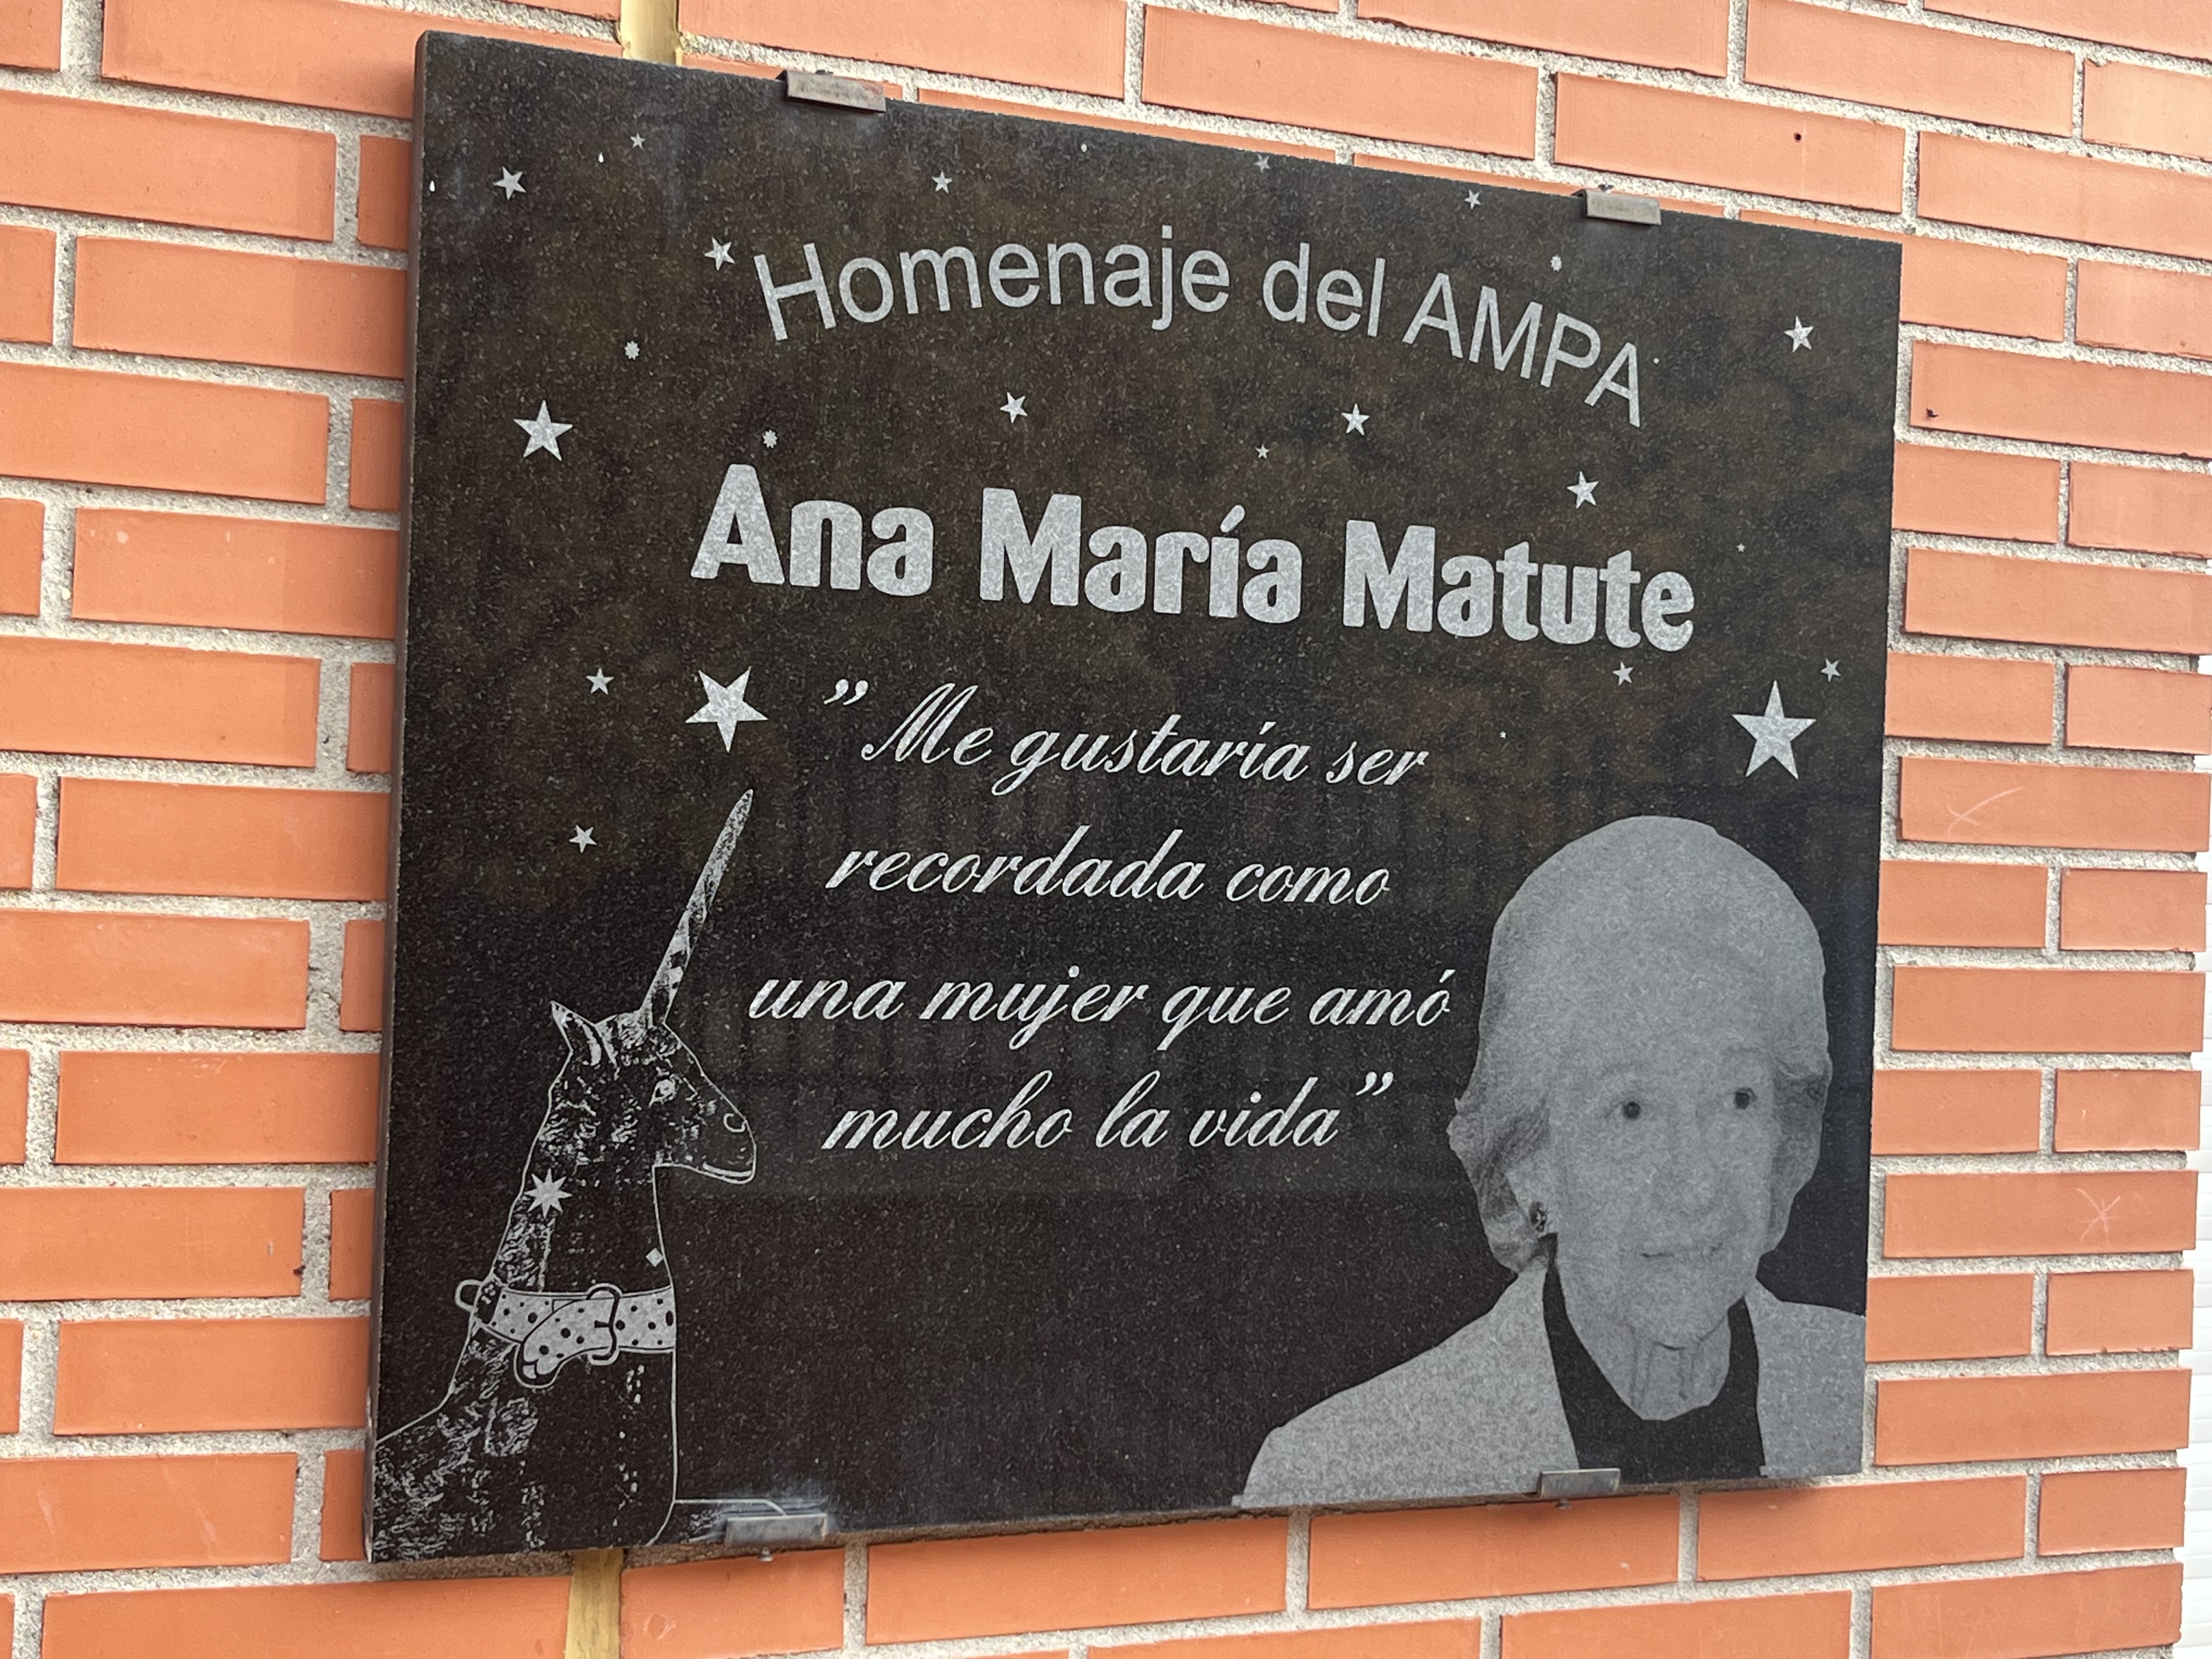 Homenaje del AMPA
Ana María Matute
”Me gustaría ser
recordada como
una mujer que amó
mucho la vida”